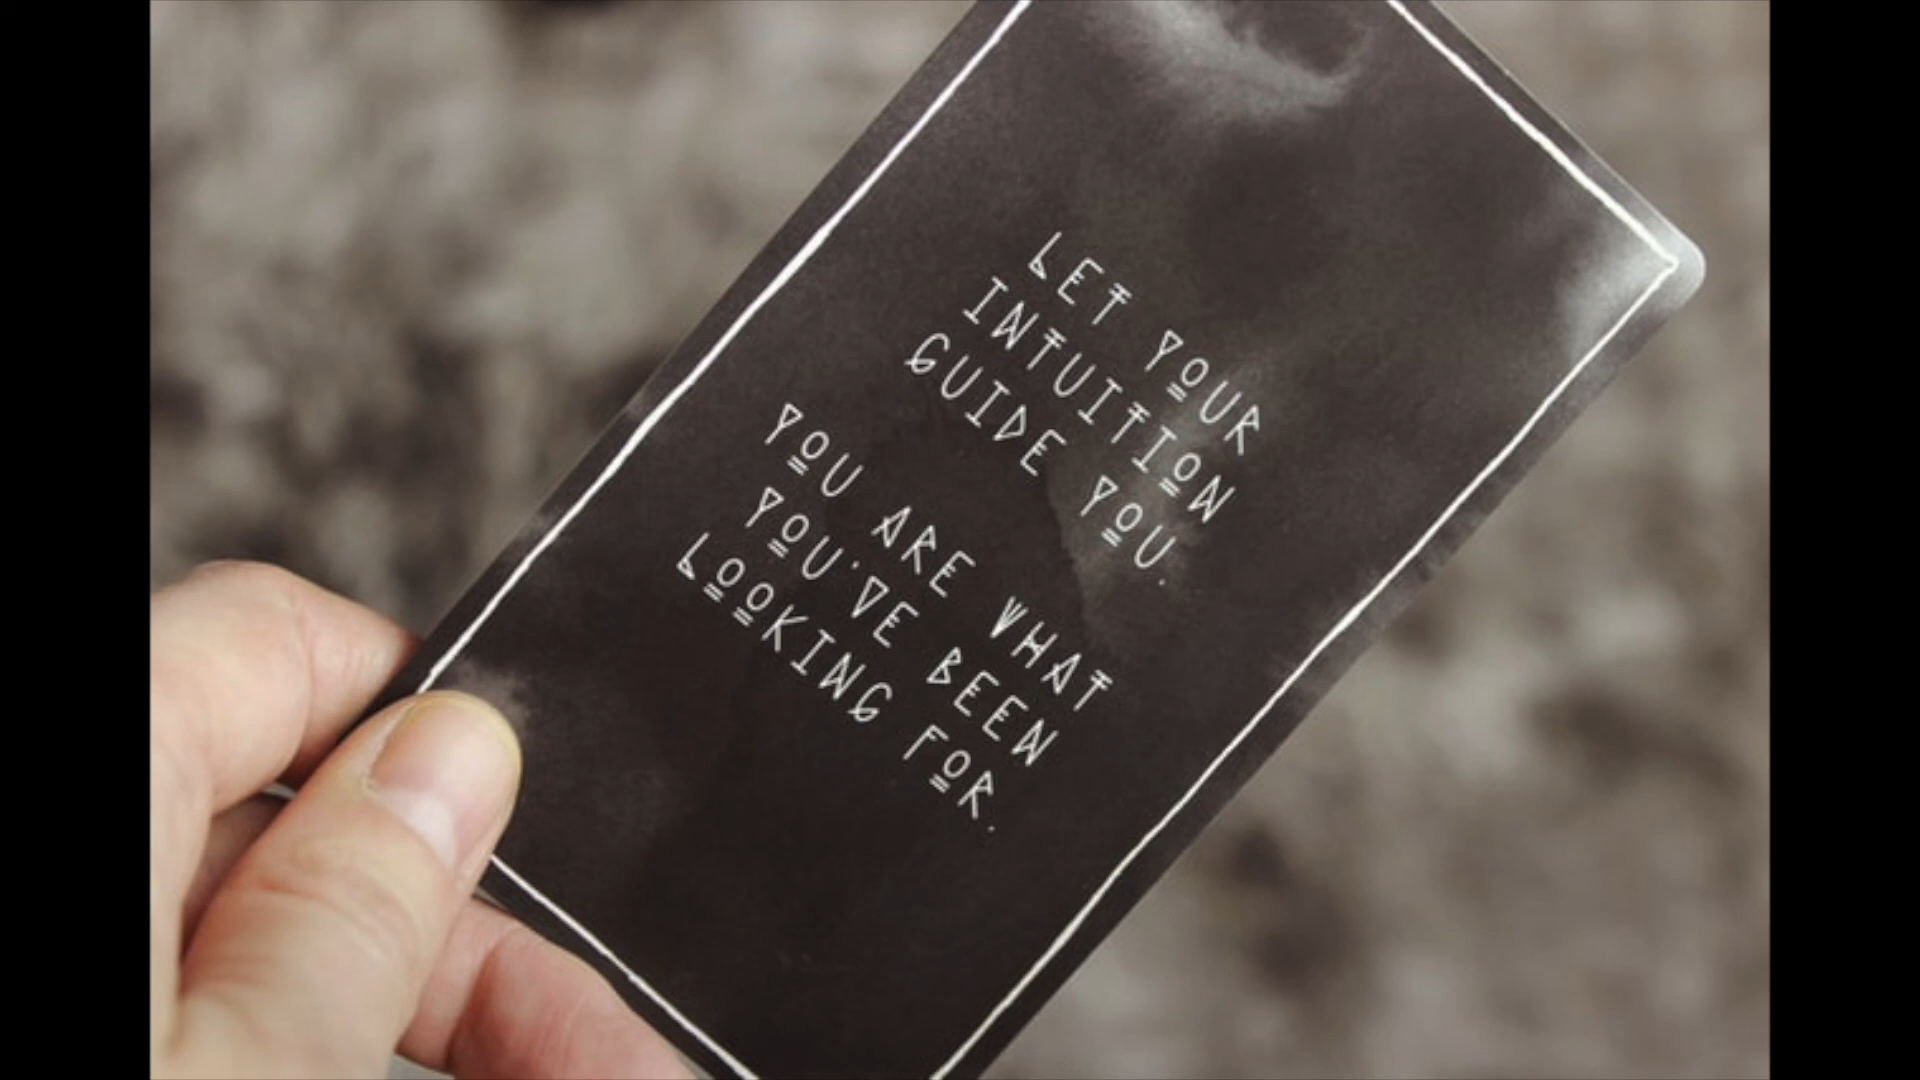 LET YOUR
INTUITION
GUIDE YOU.
YOU ARE WHAT
YOU'VE BEEN
LOOKING FOR.